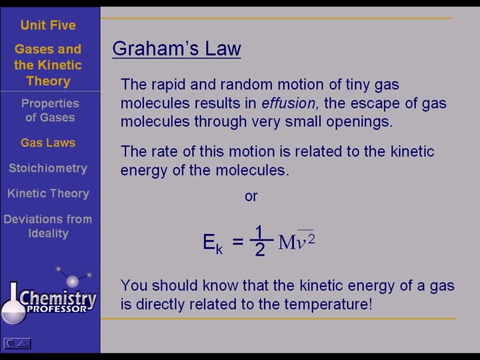 Unit Five
Gases and
the Kinetic
Theory
Properties
of Gases
Gas Laws
Stoichiometry
Kinetic Theory
Deviations from
Ideality
Chemistry
PROFESSOR
Graham's Law
The rapid and random motion of tiny gas
molecules results in effusion, the escape of gas
molecules through very small openings.
The rate of this motion is related to the kinetic
energy of the molecules.
or
Eₖ = 1/2 Mv̅²
You should know that the kinetic energy of a gas
is directly related to the temperature!